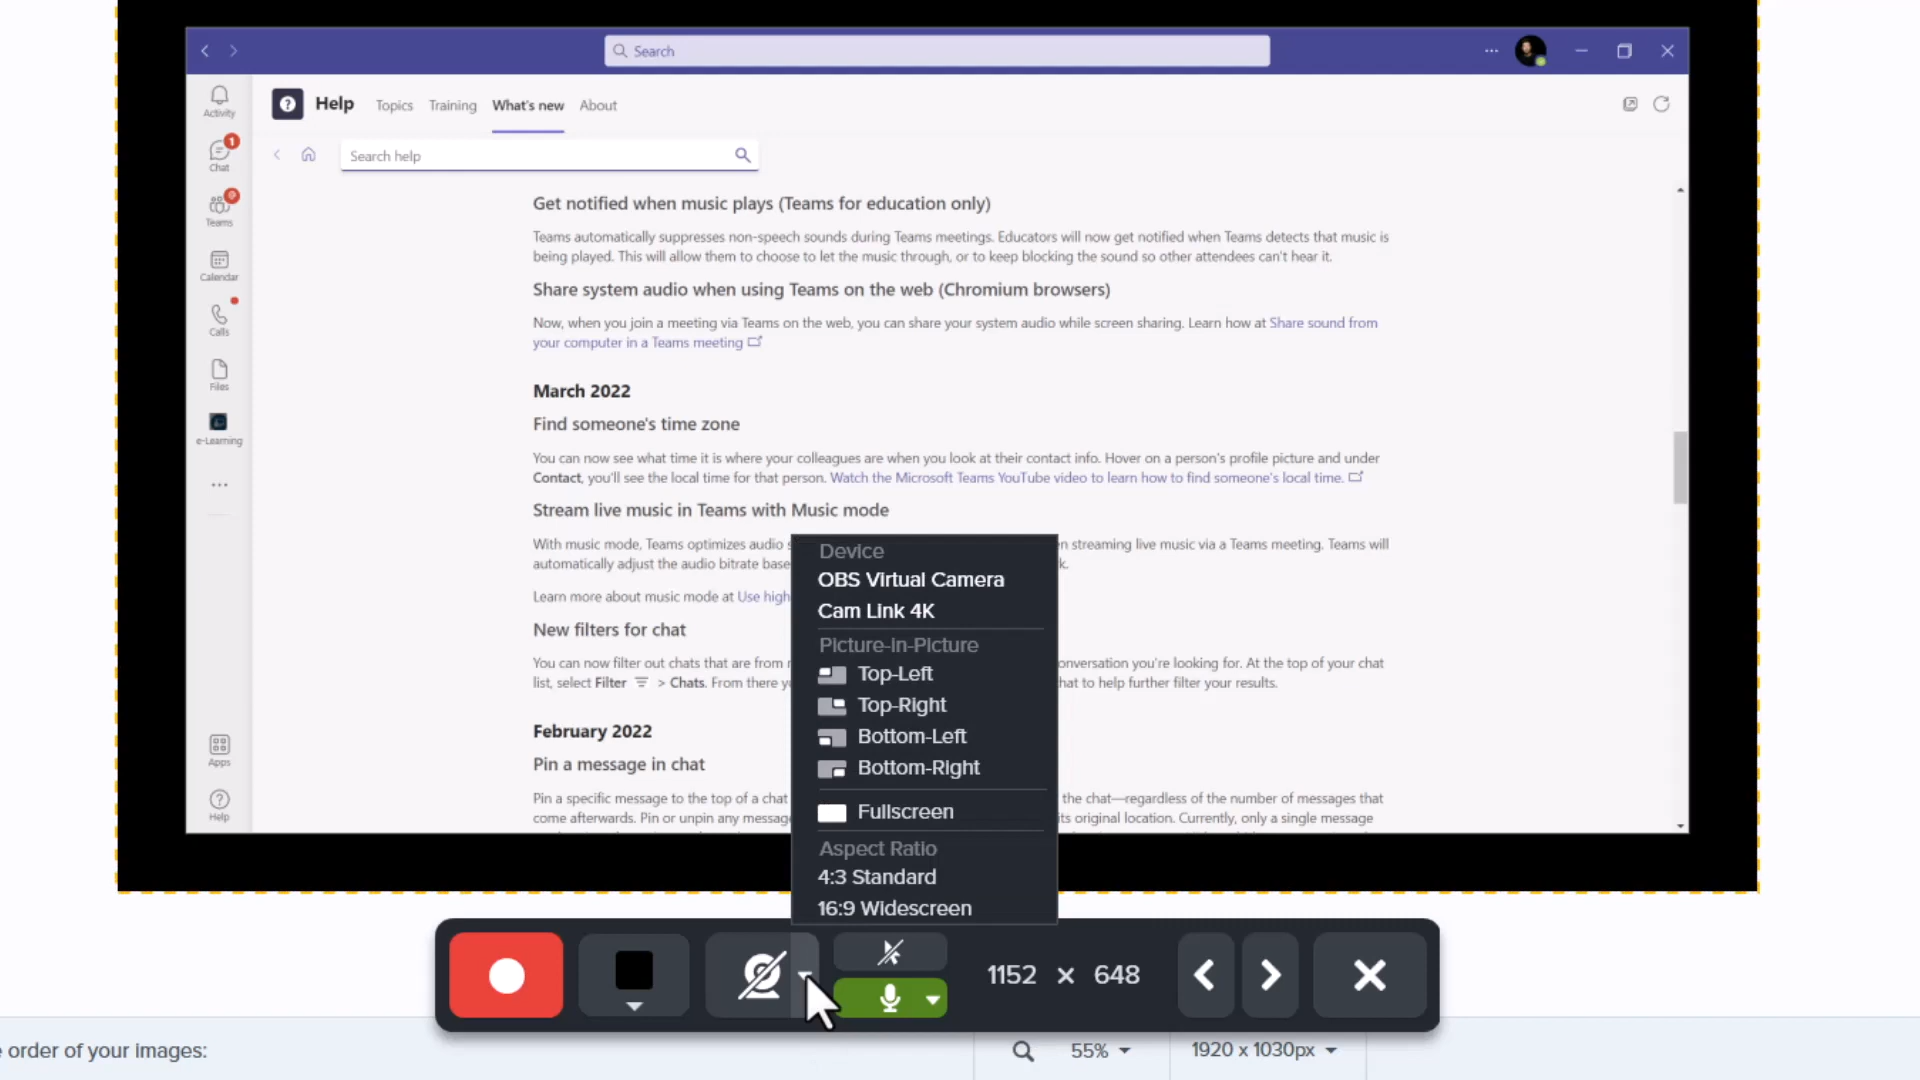 Search
Activity
1
Chat
Teams
Calendar
Calls
Files
e-Learning
Apps
Help
Help Topics Training What's new About
Search help
Get notified when music plays (Teams for education only)
Teams automatically suppresses non-speech sounds during Teams meetings. Educators will now get notified when Teams detects that music is
being played. This will allow them to choose to let the music through, or to keep blocking the sound so other attendees can't hear it.
Share system audio when using Teams on the web (Chromium browsers)
Now, when you join a meeting via Teams on the web, you can share your system audio while screen sharing. Learn how at Share sound from
your computer in a Teams meeting
March 2022
Find someone's time zone
You can now see what time it is where your colleagues are when you look at their contact info. Hover on a person's profile picture and under
Contact, you'll see the local time for that person. Watch the Microsoft Teams YouTube video to learn how to find someone's local time.
Stream live music in Teams with Music mode
With music mode, Teams optimizes audio streaming live music via a Teams meeting. Teams will
automatically adjust the audio bitrate
Learn more about music mode at Use high
New filters for chat
You can now filter out chats that are from onversation you're looking for. At the top of your chat
list, select Filter > Chats. From there hat to help further filter your results.
February 2022
Pin a message in chat
Pin a specific message to the top of a chat the chat—regardless of the number of messages that
come afterwards. Pin or unpin any its original location. Currently, only a single message
Device
OBS Virtual Camera
Cam Link 4K
Picture-in-Picture
Top-Left
Top-Right
Bottom-Left
Bottom-Right
Fullscreen
Aspect Ratio
4:3 Standard
16:9 Widescreen
1152 × 648
order of your images:
55%
1920 x 1030px